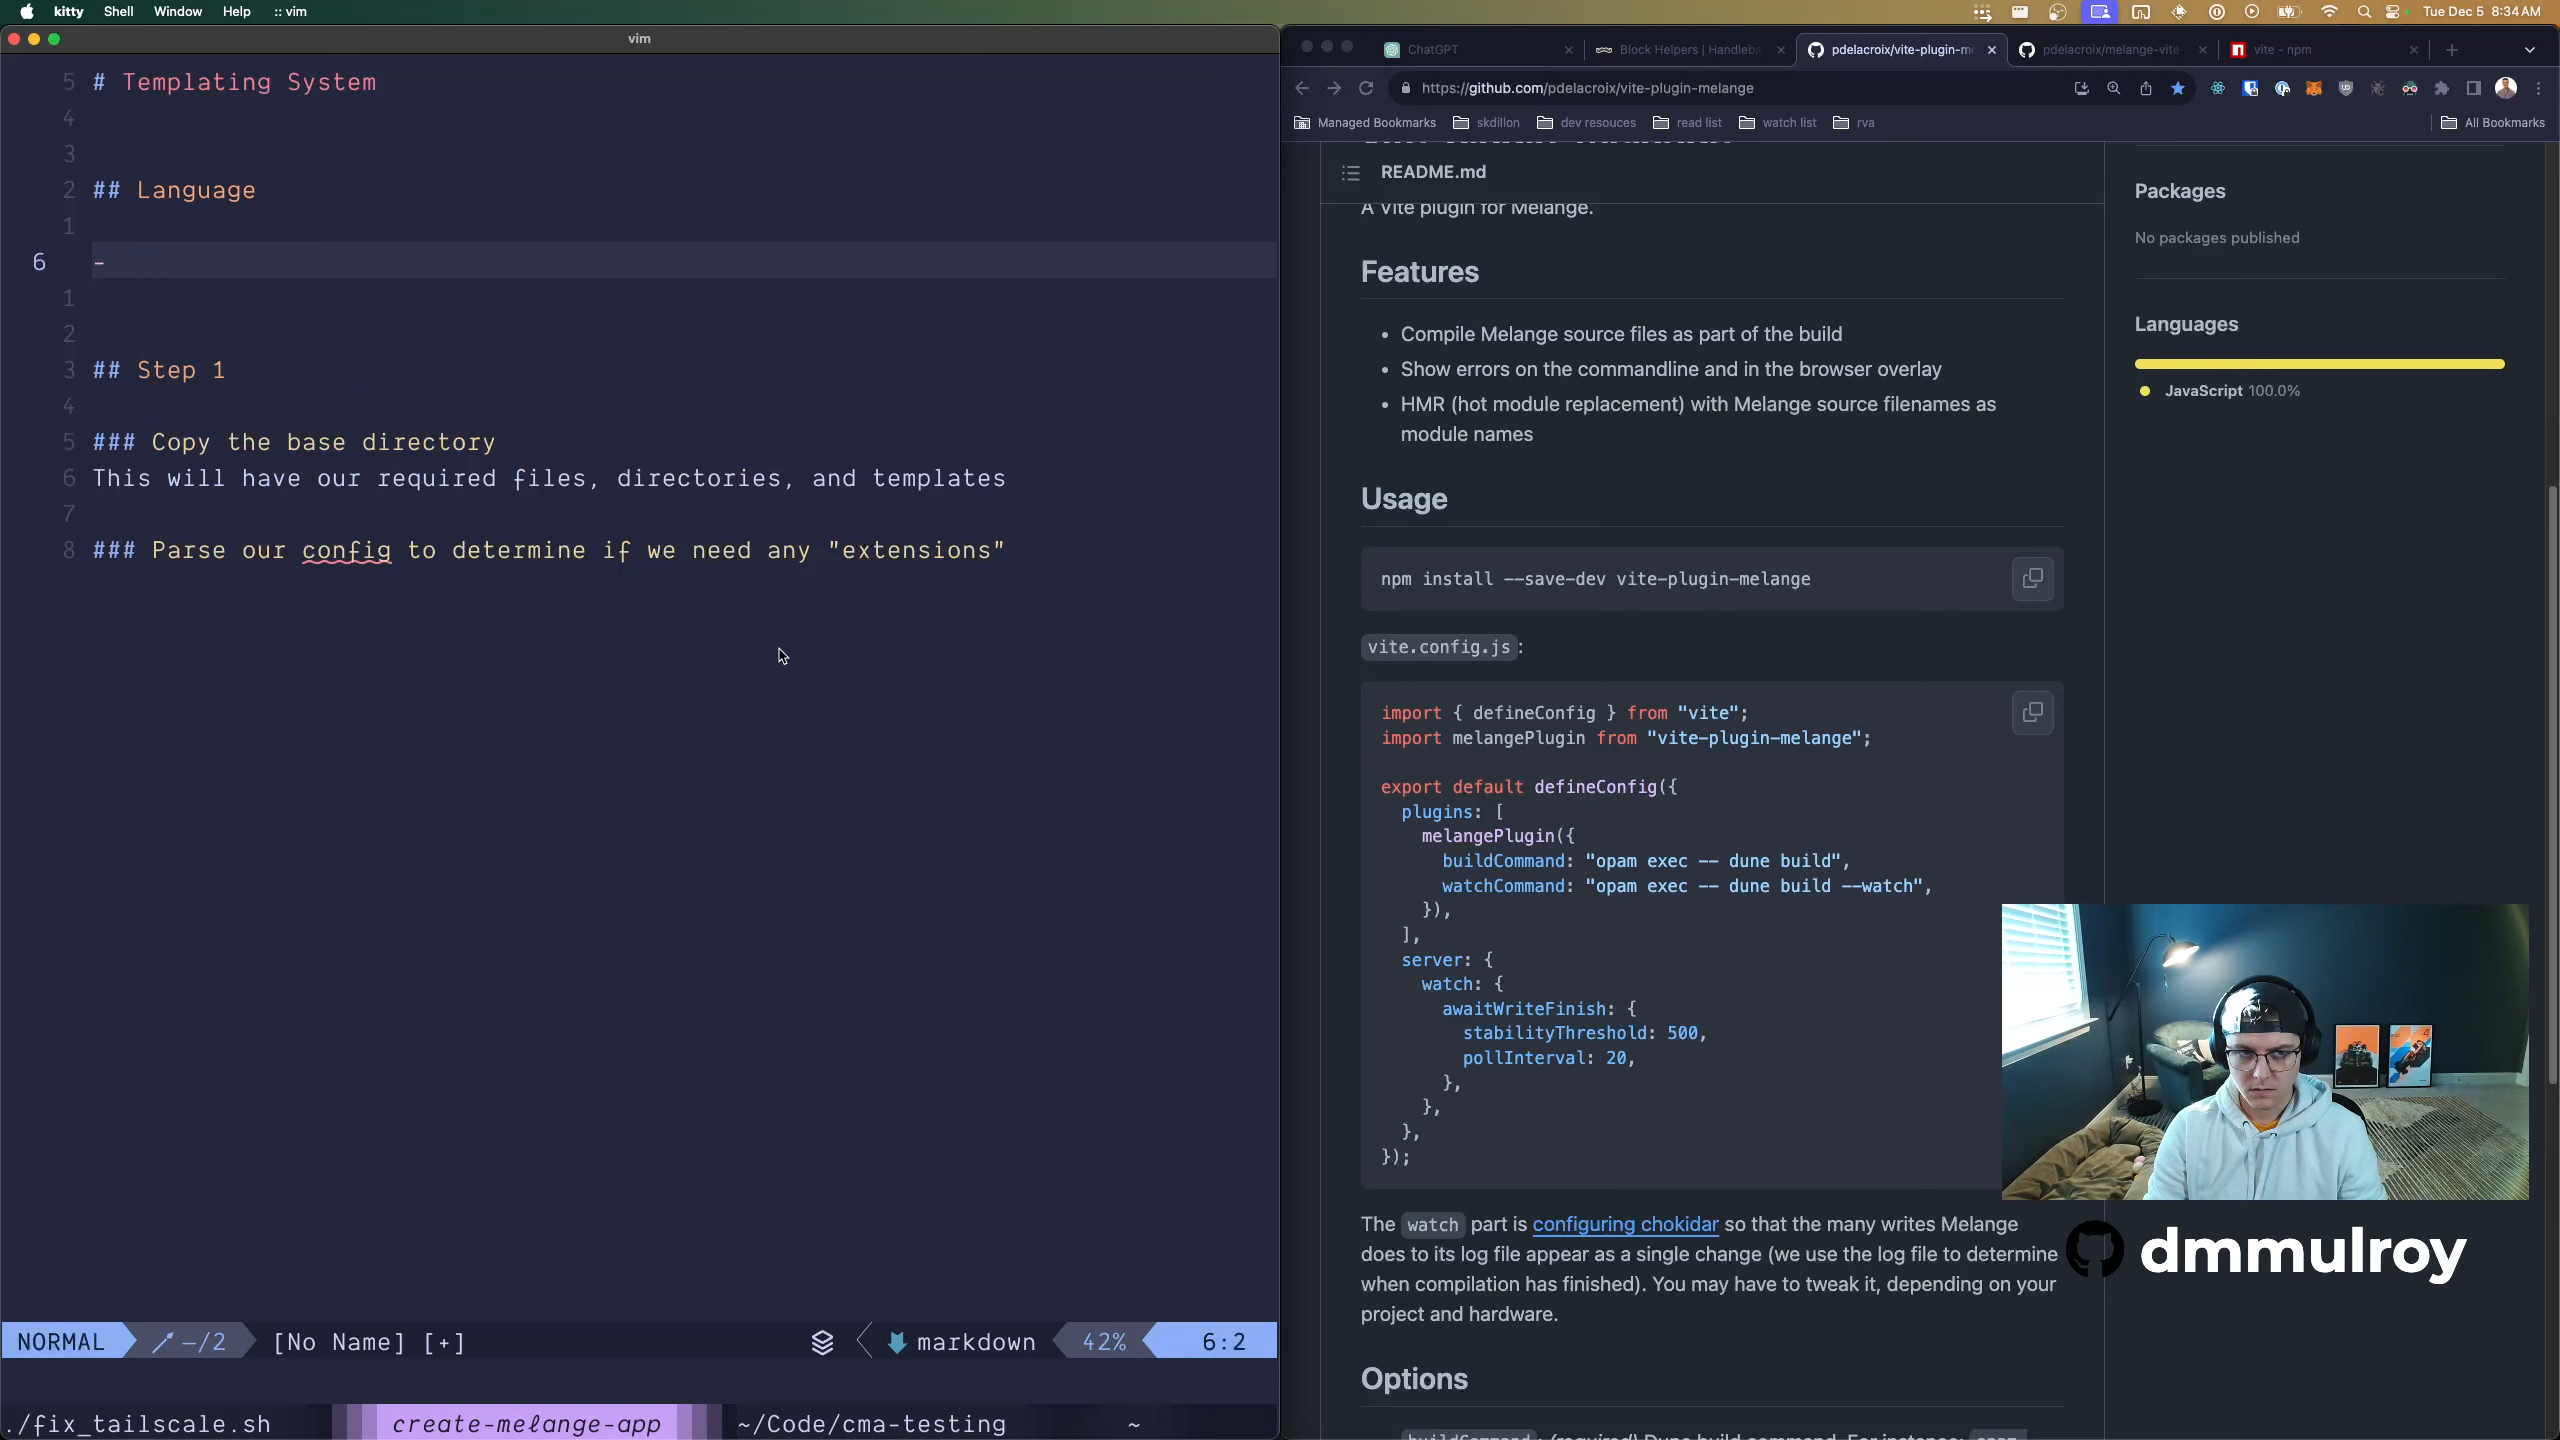 kitty Shell Window Help :: vim
Tue Dec 5 8:34 AM
vim
5 # Templating System
4
3
2 ## Language
1
6 -
1
2
3 ## Step 1
4
5 ### Copy the base directory
6 This will have our required files, directories, and templates
7
8 ### Parse our config to determine if we need any "extensions"
NORMAL –/2 [No Name] [+] markdown 42% 6:2
./fix_tailscale.sh create-melange-app ~/Code/cma-testing ~
ChatGPT
Block Helpers | Handleba
pdelacroix/vite-plugin-m
pdelacroix/melange-vite
vite - npm
https://github.com/pdelacroix/vite-plugin-melange
Managed Bookmarks skdillon dev resouces read list watch list rva All Bookmarks
README.md
A Vite plugin for Melange.
Features
• Compile Melange source files as part of the build
• Show errors on the commandline and in the browser overlay
• HMR (hot module replacement) with Melange source filenames as
module names
Usage
npm install --save-dev vite-plugin-melange
vite.config.js:
import { defineConfig } from "vite";
import melangePlugin from "vite-plugin-melange";
export default defineConfig({
plugins: [
melangePlugin({
buildCommand: "opam exec -- dune build",
watchCommand: "opam exec -- dune build --watch",
}),
],
server: {
watch: {
awaitWriteFinish: {
stabilityThreshold: 500,
pollInterval: 20,
},
},
},
});
The watch part is configuring chokidar so that the many writes Melange
does to its log file appear as a single change (we use the log file to determine
when compilation has finished). You may have to tweak it, depending on your
project and hardware.
Options
buildCommand: (required) Dune build command. For instance: opam
Packages
No packages published
Languages
JavaScript 100.0%
dmmulroy